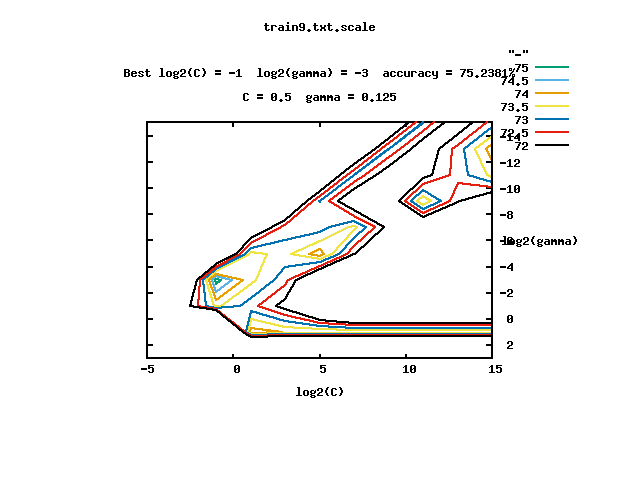 train9.txt.scale
"-"
Best log2(C) = -1  log2(gamma) = -3  accuracy = 75.2381%
75
74.5
C = 0.5  gamma = 0.125
74
73.5
73
72.5
72
-14
-12
-10
-8
-6
log2(gamma)
-4
-2
0
2
-5 0 5 10 15
log2(C)